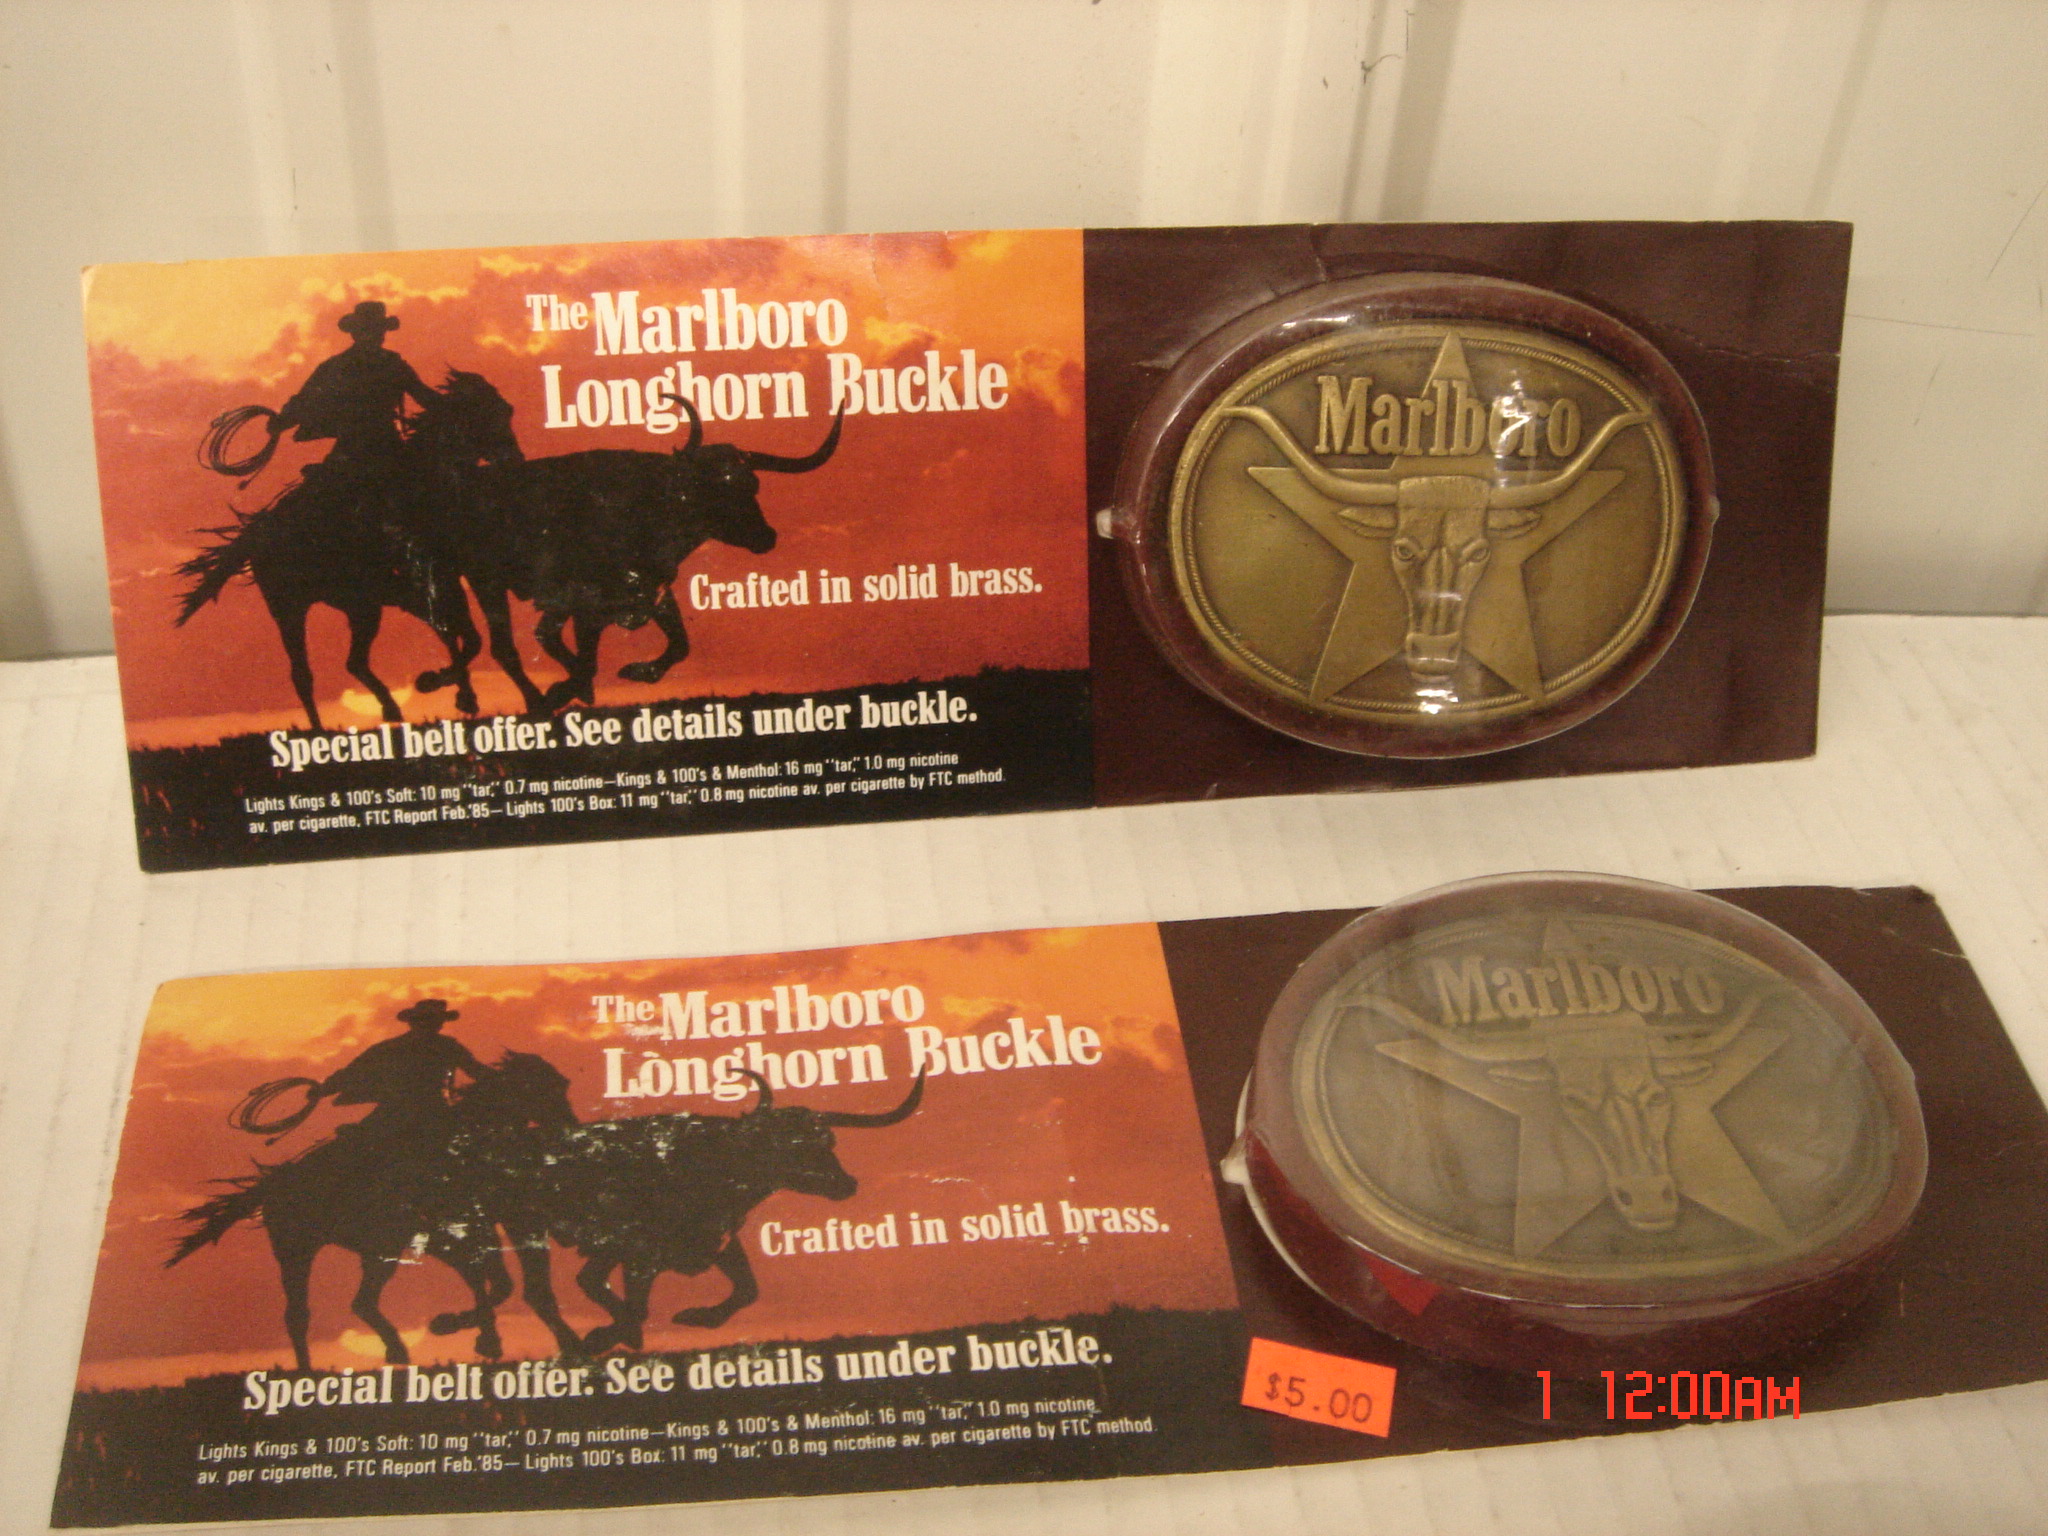 The Marlboro
Longhorn Buckle
Crafted in solid brass.
Special belt offer. See details under buckle.
Lights Kings & 100's Soft: 10 mg "tar," 0.7 mg nicotine—Kings & 100's & Menthol: 16 mg "tar," 1.0 mg nicotine
av. per cigarette, FTC Report Feb.'85—Lights 100's Box: 11 mg "tar," 0.8 mg nicotine av. per cigarette by FTC method.
Marlboro
The Marlboro
Longhorn Buckle
Crafted in solid brass.
Special belt offer. See details under buckle.
Lights Kings & 100's Soft: 10 mg "tar," 0.7 mg nicotine—Kings & 100's & Menthol: 16 mg "tar," 1.0 mg nicotine
av. per cigarette, FTC Report Feb.'85—Lights 100's Box: 11 mg "tar," 0.8 mg nicotine av. per cigarette by FTC method.
Marlboro
$5.00
1 12:00AM